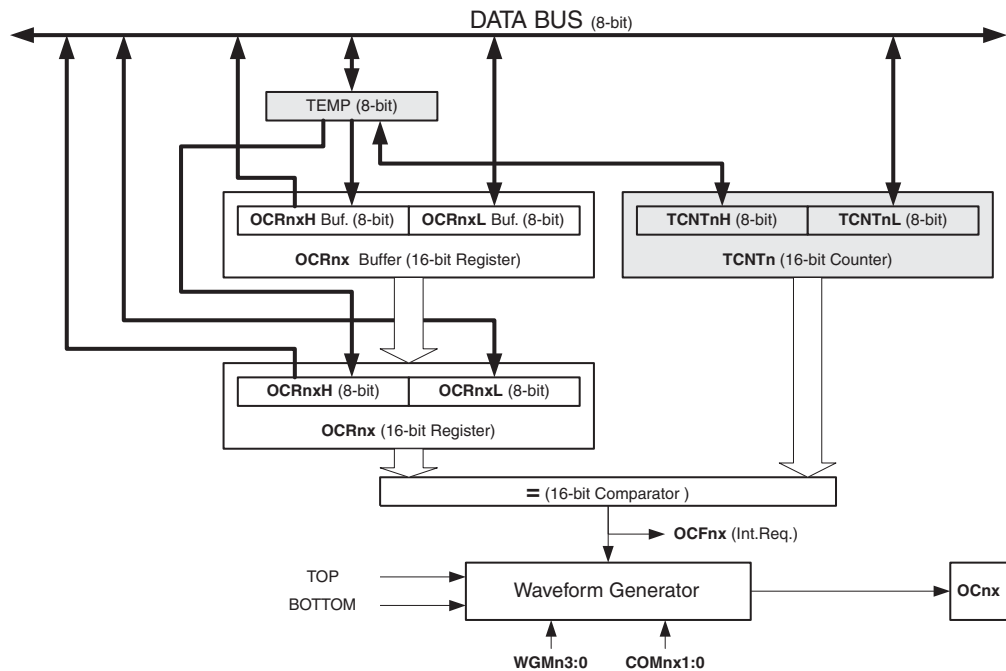 DATA BUS (8-bit)
TEMP (8-bit)
OCRnxH Buf. (8-bit) OCRnxL Buf. (8-bit)
OCRnx Buffer (16-bit Register)
TCNTnH (8-bit) TCNTnL (8-bit)
TCNTn (16-bit Counter)
OCRnxH (8-bit) OCRnxL (8-bit)
OCRnx (16-bit Register)
= (16-bit Comparator )
OCFnx (Int.Req.)
TOP
BOTTOM
Waveform Generator
OCnx
WGMn3:0 COMnx1:0